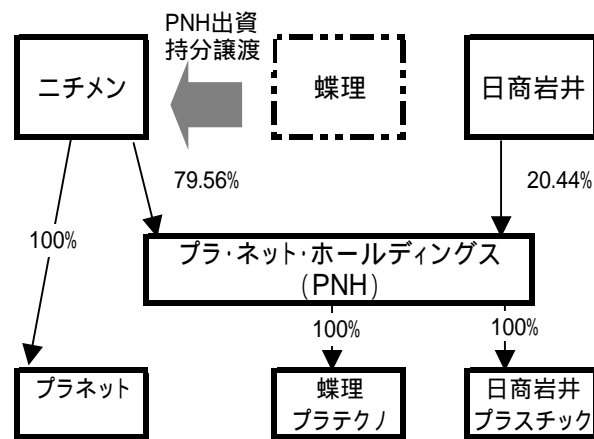 PNH出資
持分譲渡
ニチメン
蝶理
日商岩井
79.56%
20.44%
100%
プラ・ネット・ホールディングス
(PNH)
100%
100%
プラネット
蝶理
プラテクノ
日商岩井
プラスチック